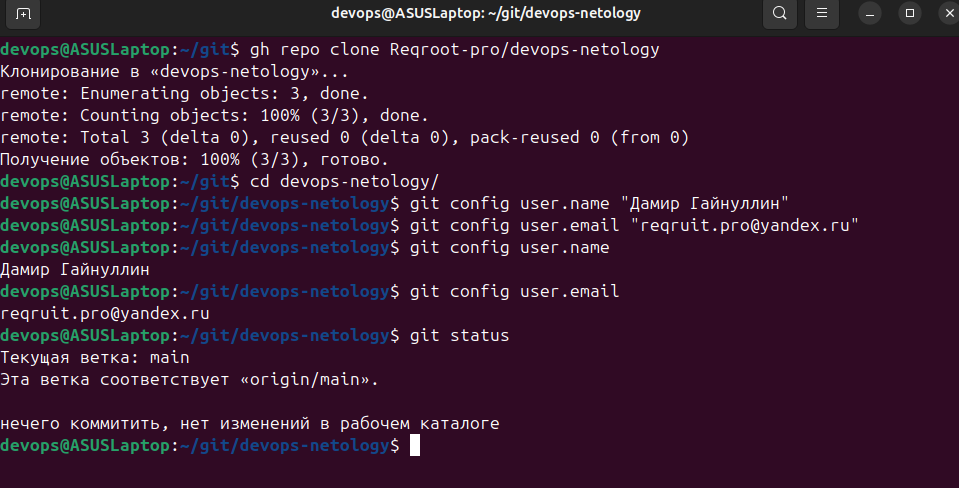 devops@ASUSLaptop: ~/git/devops-netology
devops@ASUSLaptop:~/git$ gh repo clone Reqroot-pro/devops-netology
Клонирование в «devops-netology»...
remote: Enumerating objects: 3, done.
remote: Counting objects: 100% (3/3), done.
remote: Total 3 (delta 0), reused 0 (delta 0), pack-reused 0 (from 0)
Получение объектов: 100% (3/3), готово.
devops@ASUSLaptop:~/git$ cd devops-netology/
devops@ASUSLaptop:~/git/devops-netology$ git config user.name "Дамир Гайнуллин"
devops@ASUSLaptop:~/git/devops-netology$ git config user.email "reqruit.pro@yandex.ru"
devops@ASUSLaptop:~/git/devops-netology$ git config user.name
Дамир Гайнуллин
devops@ASUSLaptop:~/git/devops-netology$ git config user.email
reqruit.pro@yandex.ru
devops@ASUSLaptop:~/git/devops-netology$ git status
Текущая ветка: main
Эта ветка соответствует «origin/main».
нечего коммитить, нет изменений в рабочем каталоге
devops@ASUSLaptop:~/git/devops-netology$